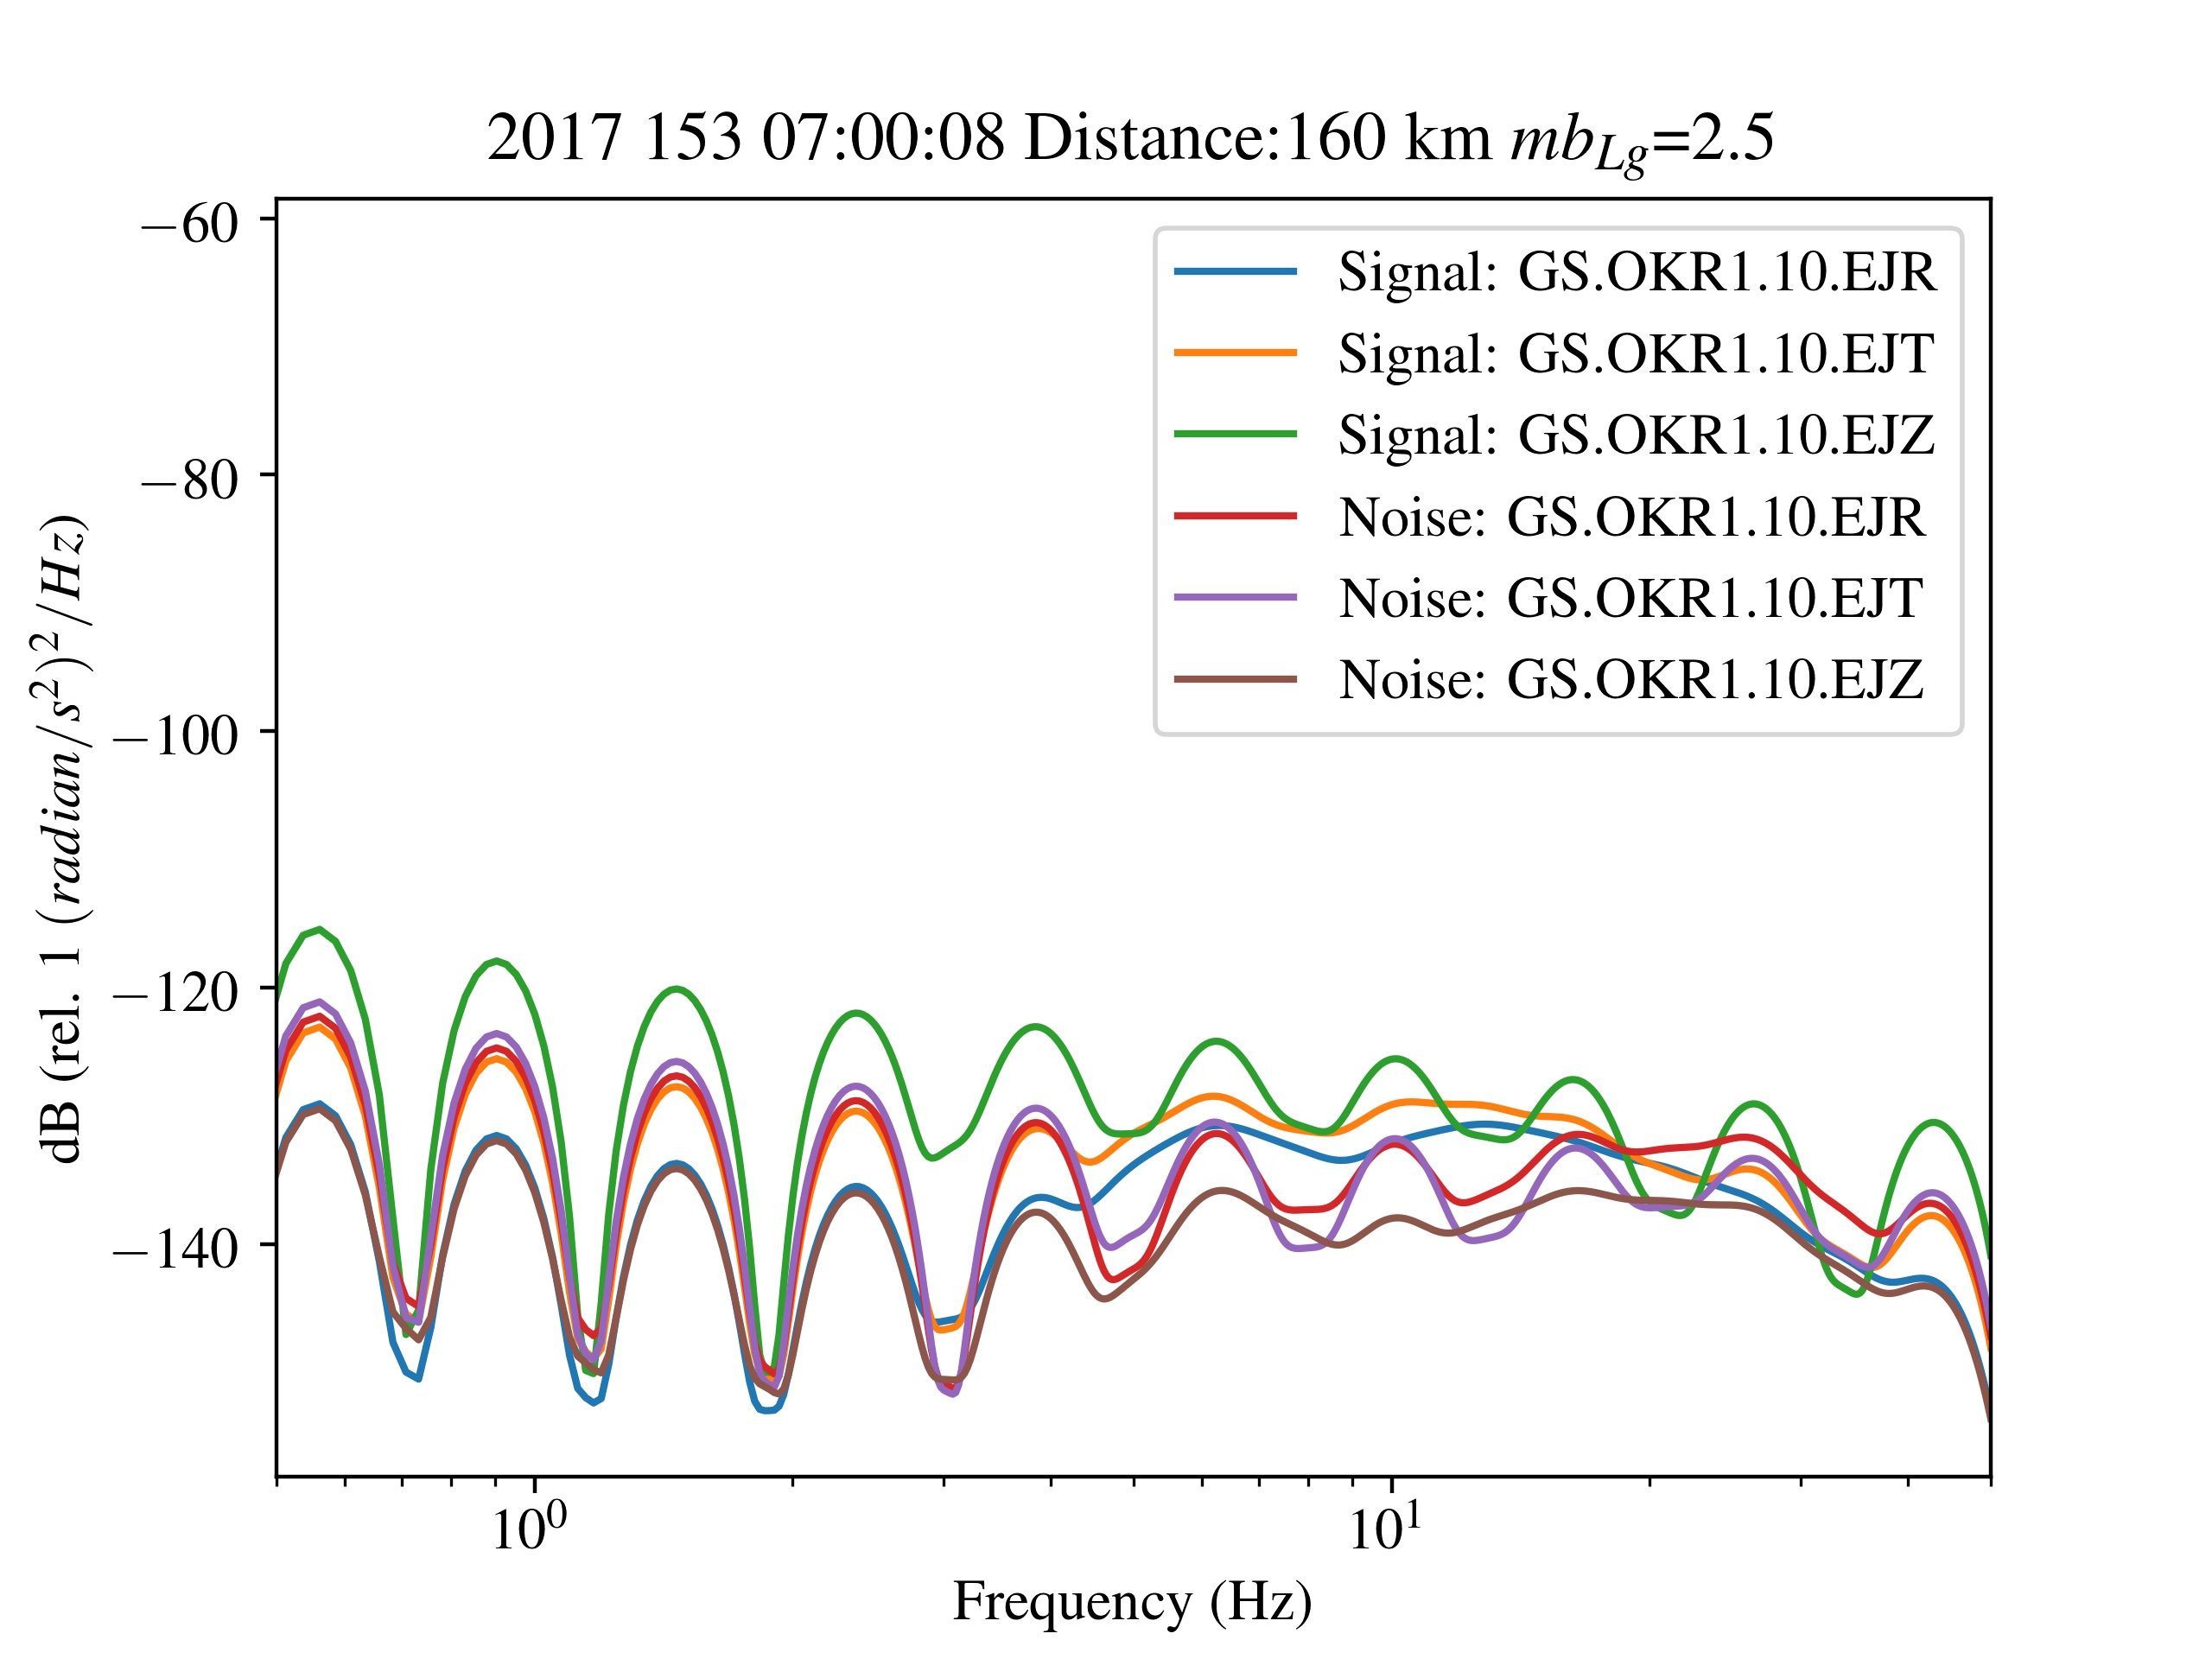 2017 153 07:00:08 Distance:160 km mb_Lg=2.5
−60
−80
−100
−120
−140
dB (rel. 1 (radian/s²)²/Hz)
Signal: GS.OKR1.10.EJR
Signal: GS.OKR1.10.EJT
Signal: GS.OKR1.10.EJZ
Noise: GS.OKR1.10.EJR
Noise: GS.OKR1.10.EJT
Noise: GS.OKR1.10.EJZ
10⁰ 10¹
Frequency (Hz)